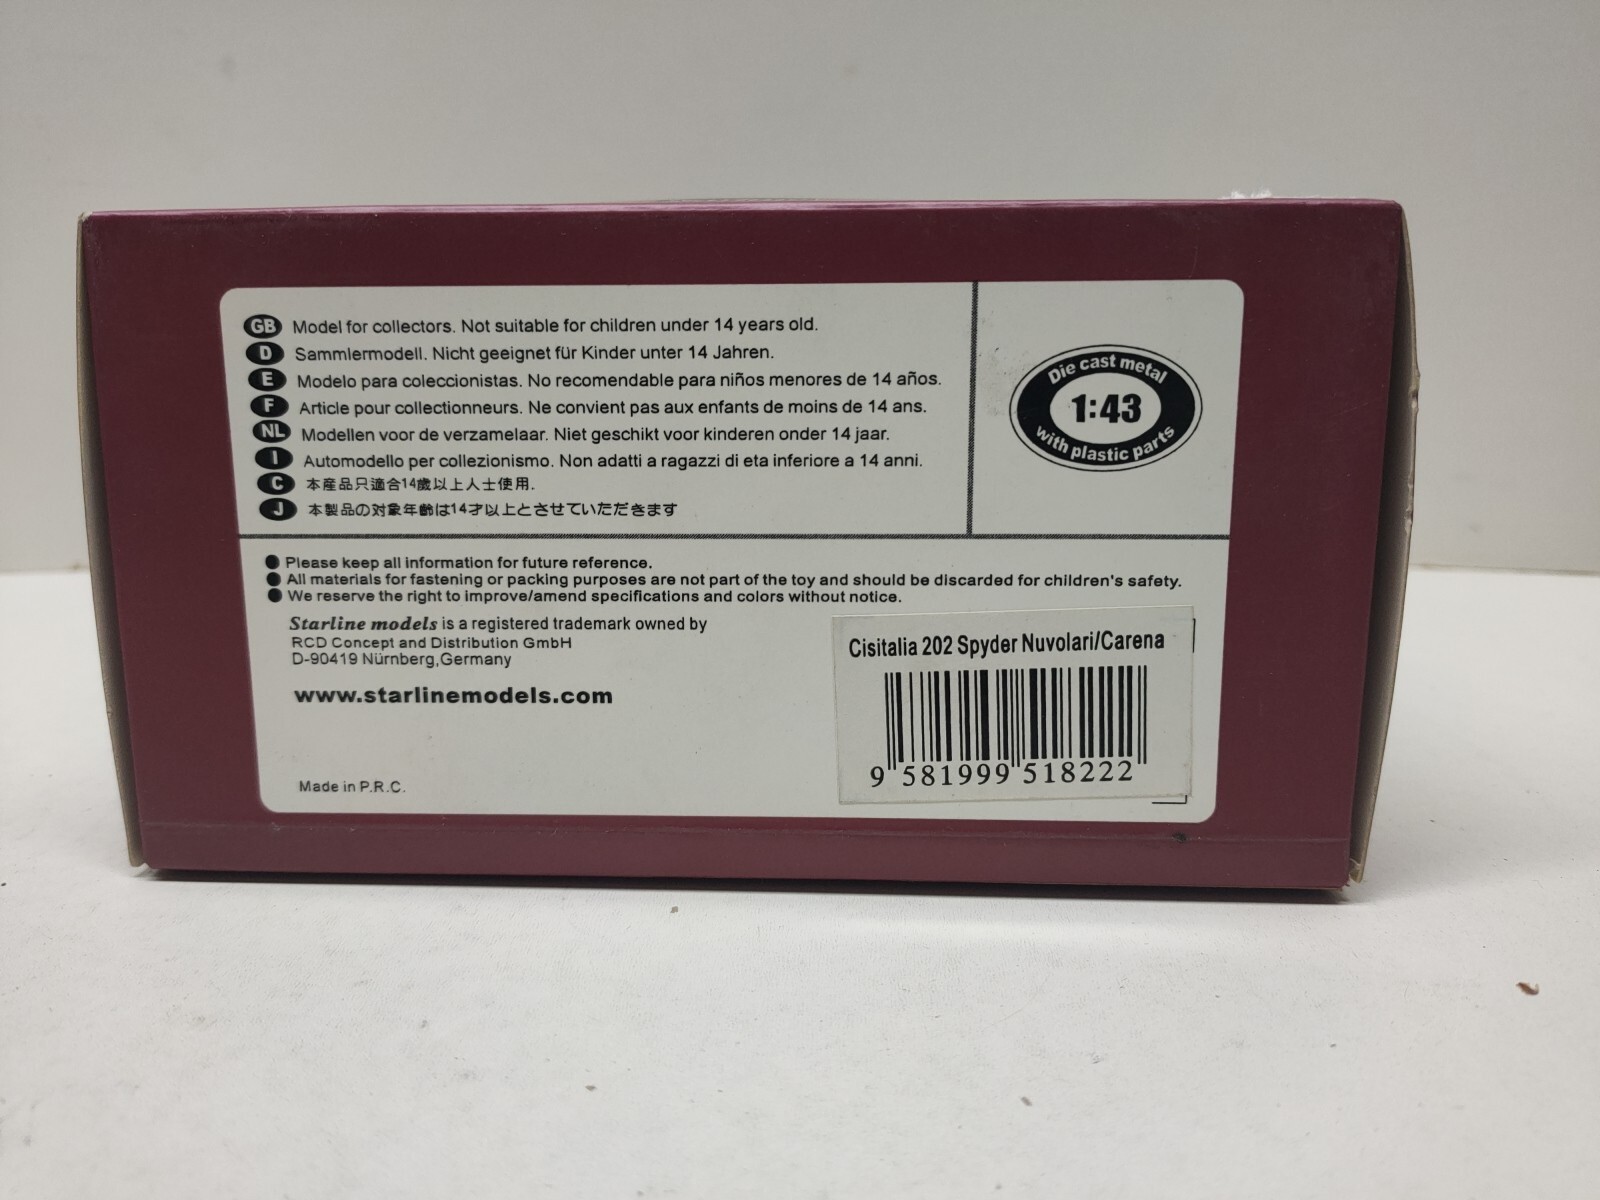 GB Model for collectors. Not suitable for children under 14 years old.
D Sammlermodell. Nicht geeignet für Kinder unter 14 Jahren.
E Modelo para coleccionistas. No recomendable para niños menores de 14 años.
F Article pour collectionneurs. Ne convient pas aux enfants de moins de 14 ans.
NL Modellen voor de verzamelaar. Niet geschikt voor kinderen onder 14 jaar.
I Automodello per collezionismo. Non adatti a ragazzi di eta inferiore a 14 anni.
C 本産品只適合14歲以上人士使用.
J 本製品の対象年齢は14才以上とさせていただきます
Die cast metal
1:43
with plastic parts
● Please keep all information for future reference.
● All materials for fastening or packing purposes are not part of the toy and should be discarded for children's safety.
● We reserve the right to improve/amend specifications and colors without notice.
Starline models is a registered trademark owned by
RCD Concept and Distribution GmbH
D-90419 Nürnberg,Germany
www.starlinemodels.com
Made in P.R.C.
Cisitalia 202 Spyder Nuvolari/Carena
9 581999 518222